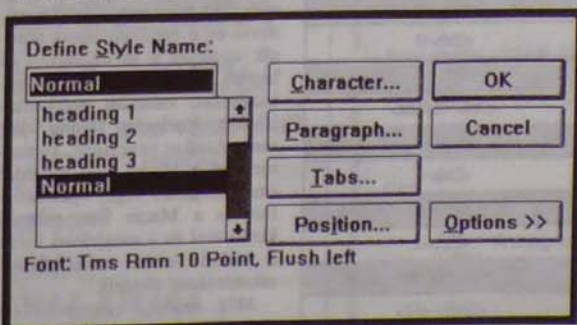 Define Style Name:
Normal
heading 1
heading 2
heading 3
Normal
Character...
Paragraph...
Tabs...
Position...
OK
Cancel
Options >>
Font: Tms Rmn 10 Point, Flush left